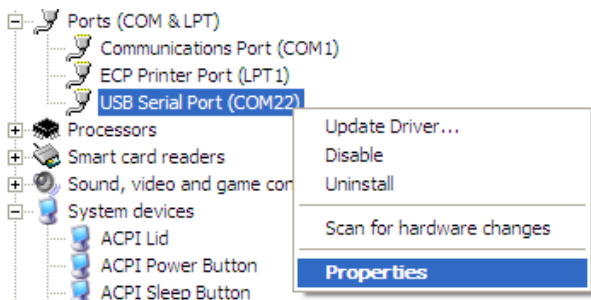 Ports (COM & LPT)
Communications Port (COM1)
ECP Printer Port (LPT1)
USB Serial Port (COM22)
Processors
Smart card readers
Sound, video and game con
System devices
ACPI Lid
ACPI Power Button
ACPI Sleep Button
Update Driver...
Disable
Uninstall
Scan for hardware changes
Properties